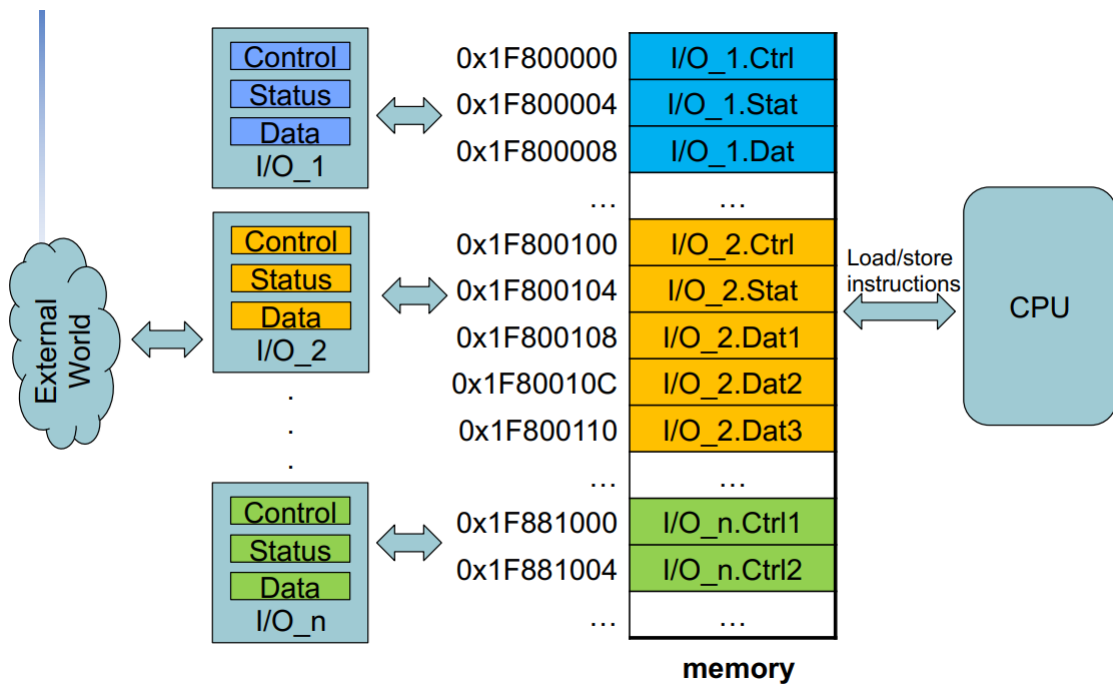 Control
Status
Data
I/O_1
0x1F800000
I/O_1.Ctrl
0x1F800004
I/O_1.Stat
0x1F800008
I/O_1.Dat
...
...
External
World
Control
Status
Data
I/O_2
.
.
.
0x1F800100
I/O_2.Ctrl
0x1F800104
I/O_2.Stat
0x1F800108
I/O_2.Dat1
0x1F80010C
I/O_2.Dat2
0x1F800110
I/O_2.Dat3
...
...
Load/store
instructions
CPU
Control
Status
Data
I/O_n
0x1F881000
I/O_n.Ctrl1
0x1F881004
I/O_n.Ctrl2
...
...
memory